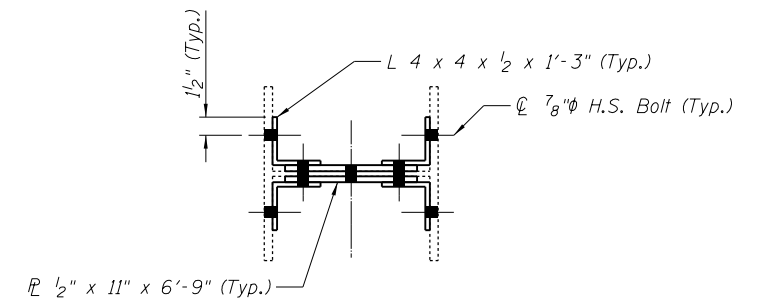 1½" (Typ.)
L 4 x 4 x ½ x 1'-3" (Typ.)
℄ ⅞"ϕ H.S. Bolt (Typ.)
⅊ ½" x 11" x 6'-9" (Typ.)